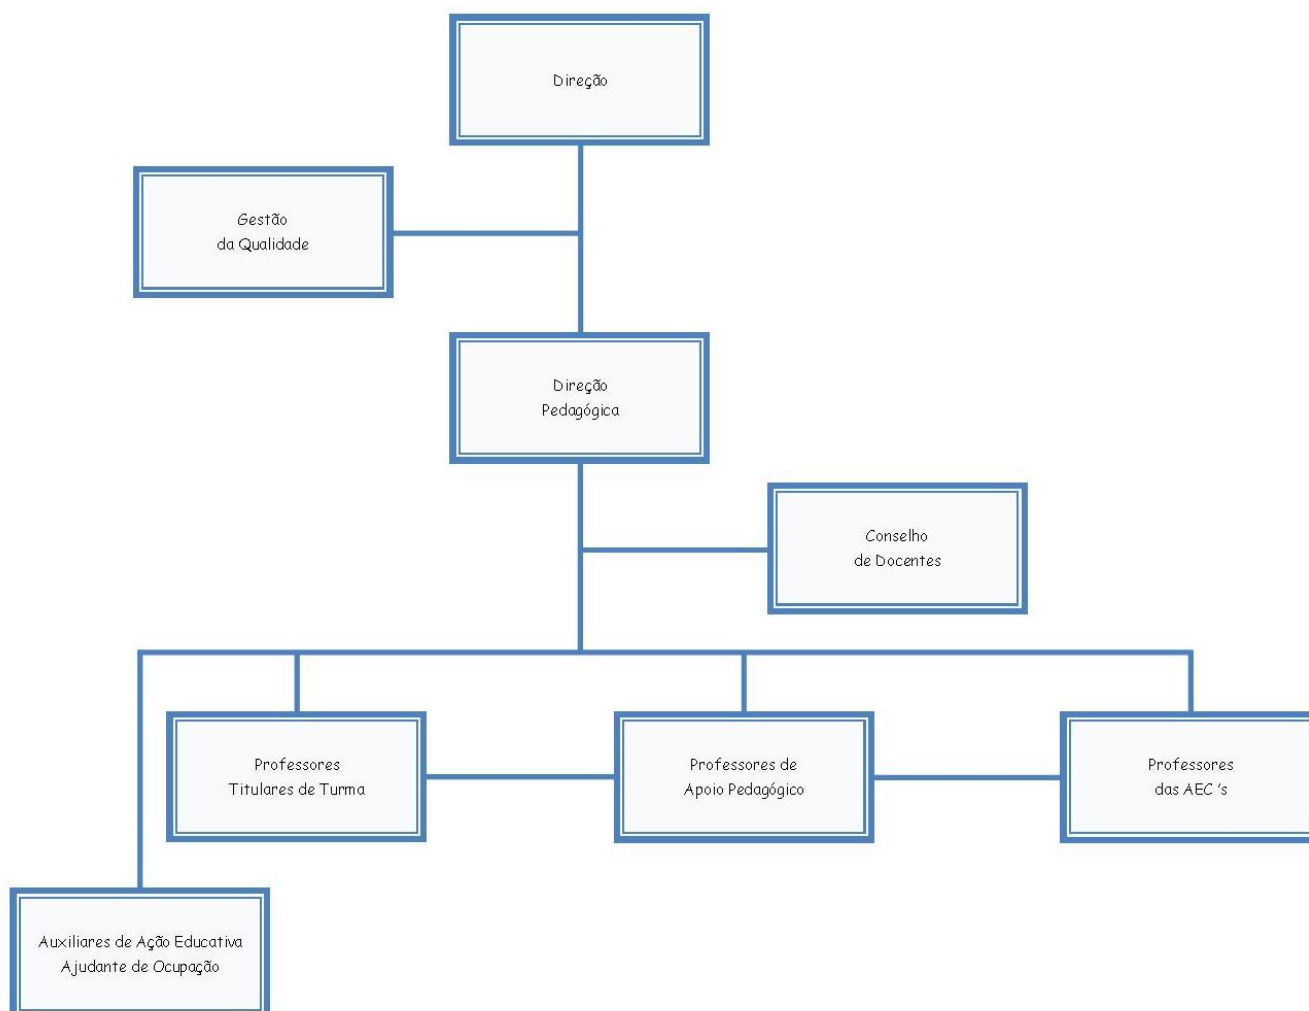 Direção
Gestão
da Qualidade
Direção
Pedagógica
Conselho
de Docentes
Professores
Titulares de Turma
Professores de
Apoio Pedagógico
Professores
das AEC 's
Auxiliares de Ação Educativa
Ajudante de Ocupação